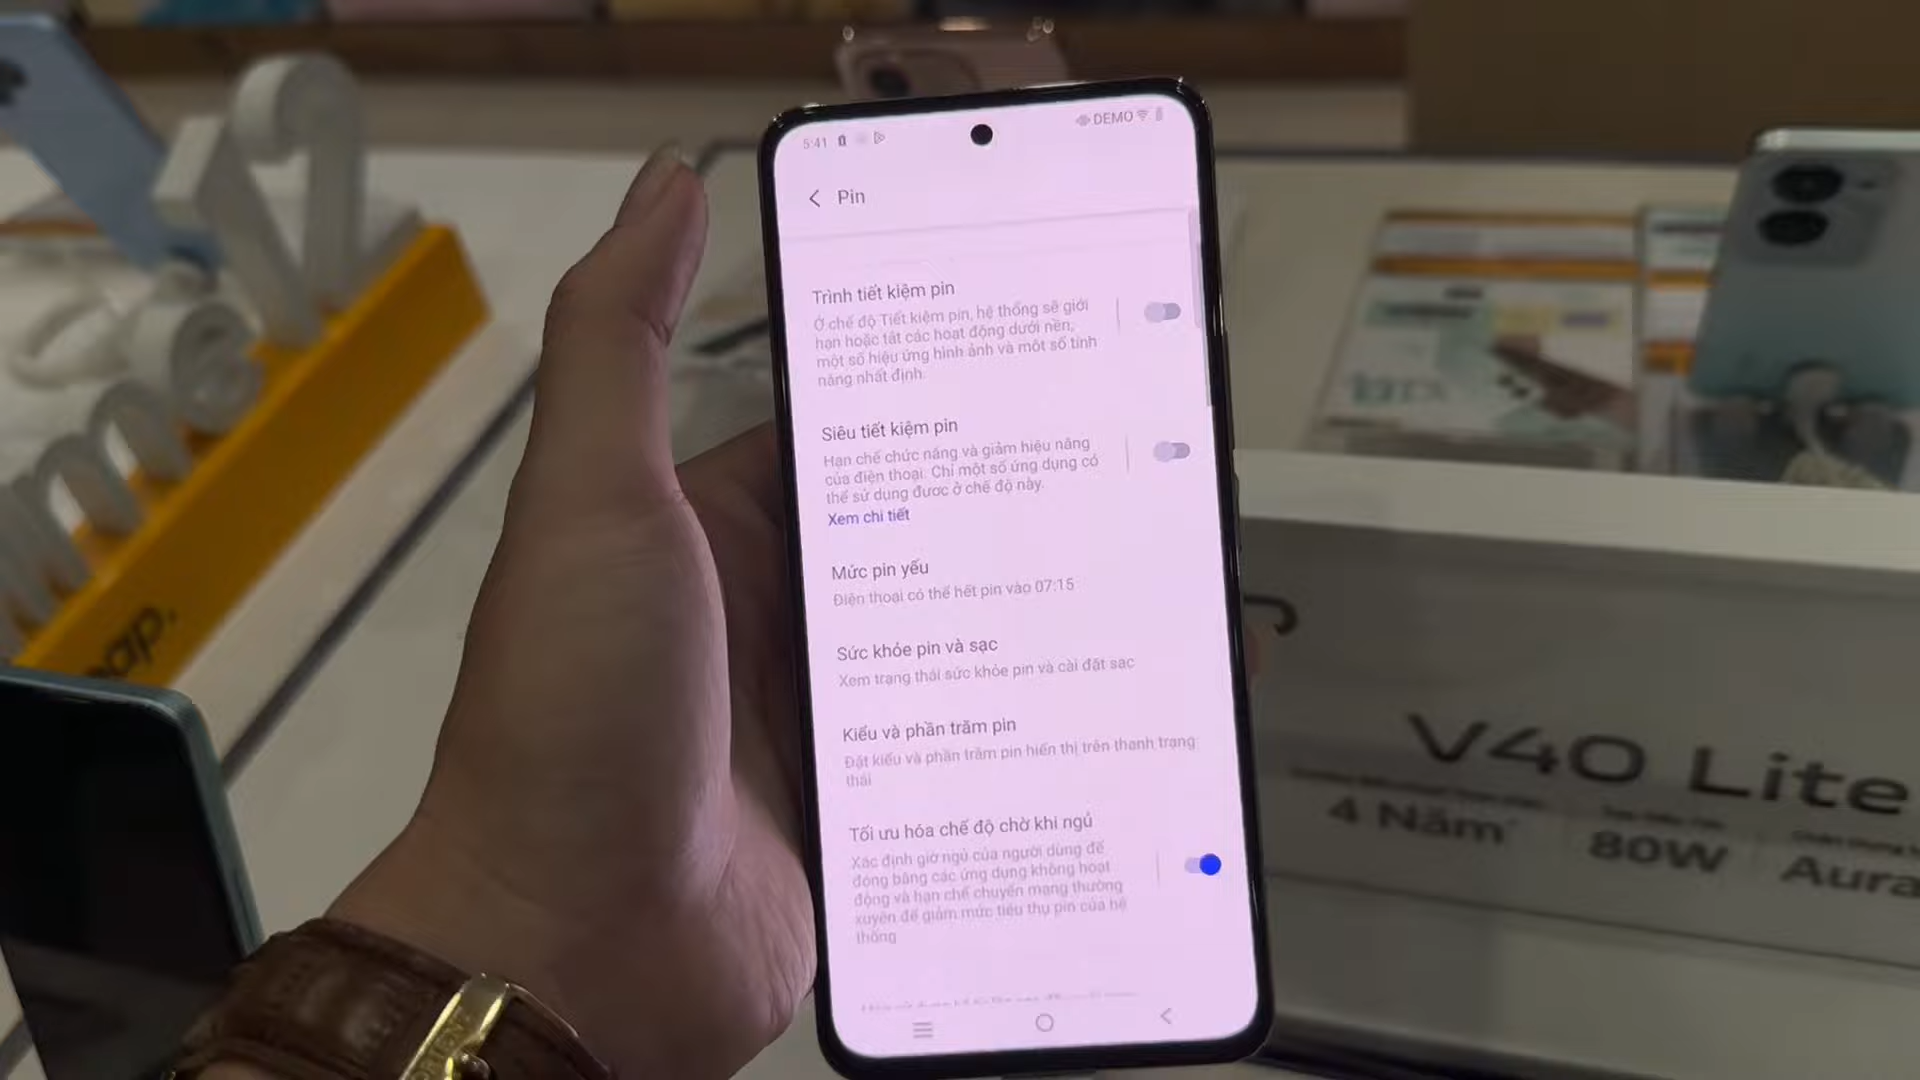 5:41
DEMO
Pin
Trình tiết kiệm pin
Ở chế độ Tiết kiệm pin, hệ thống sẽ giới
hạn hoặc tắt các hoạt động dưới nền,
một số hiệu ứng hình ảnh và một số tính
năng nhất định.
Siêu tiết kiệm pin
Hạn chế chức năng và giảm hiệu năng
của điện thoại. Chỉ một số ứng dụng có
thể sử dụng được ở chế độ này.
Xem chi tiết
Mức pin yếu
Điện thoại có thể hết pin vào 07:15
Sức khỏe pin và sạc
Xem trạng thái sức khỏe pin và cài đặt sạc
Kiểu và phần trăm pin
Đặt kiểu và phần trăm pin hiển thị trên thanh trạng
thái
Tối ưu hóa chế độ chờ khi ngủ
Xác định giờ ngủ của người dùng để
đóng băng các ứng dụng không hoạt
động và hạn chế chuyển mạng thường
xuyên để giảm mức tiêu thụ pin của hệ
thống
V40 Lite
4 Năm
80W
Aura